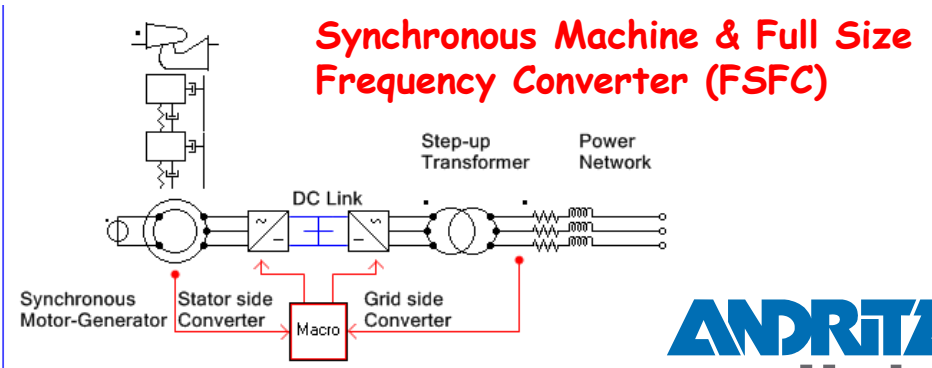 Synchronous Machine & Full Size
Frequency Converter (FSFC)
Step-up
Transformer
Power
Network
DC Link
Synchronous
Motor-Generator
Stator side
Converter
Macro
Grid side
Converter
ANDRITZ